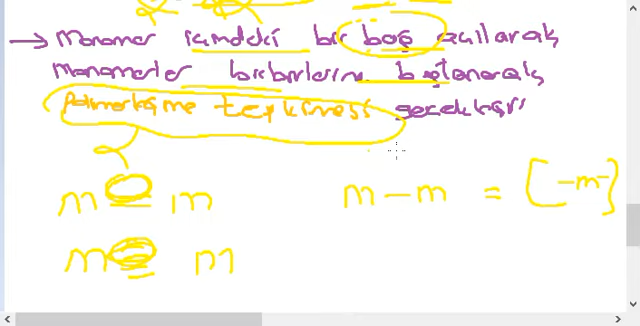 → Monomer içindeki bir bağ açılarak
Monomerler birbirlerine bağlanarak
Polimerleşme tepkimesi gerçekleşir
m = m m – m = [-m-]
m ≡ m